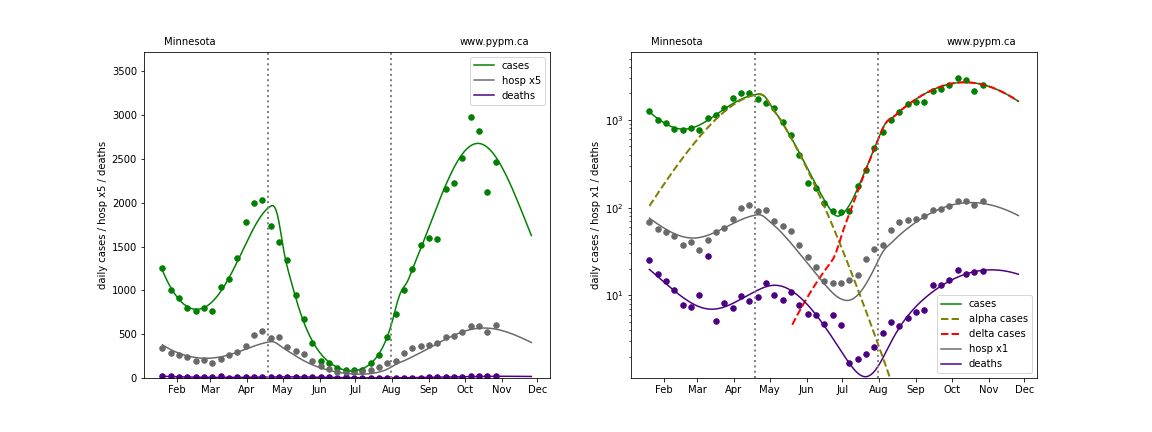 Minnesota www.pypm.ca
daily cases / hosp x5 / deaths
3500
3000
2500
2000
1500
1000
500
0
cases
hosp x5
deaths
Feb Mar Apr May Jun Jul Aug Sep Oct Nov Dec
Minnesota www.pypm.ca
daily cases / hosp x1 / deaths
10³
10²
10¹
cases
alpha cases
delta cases
hosp x1
deaths
Feb Mar Apr May Jun Jul Aug Sep Oct Nov Dec